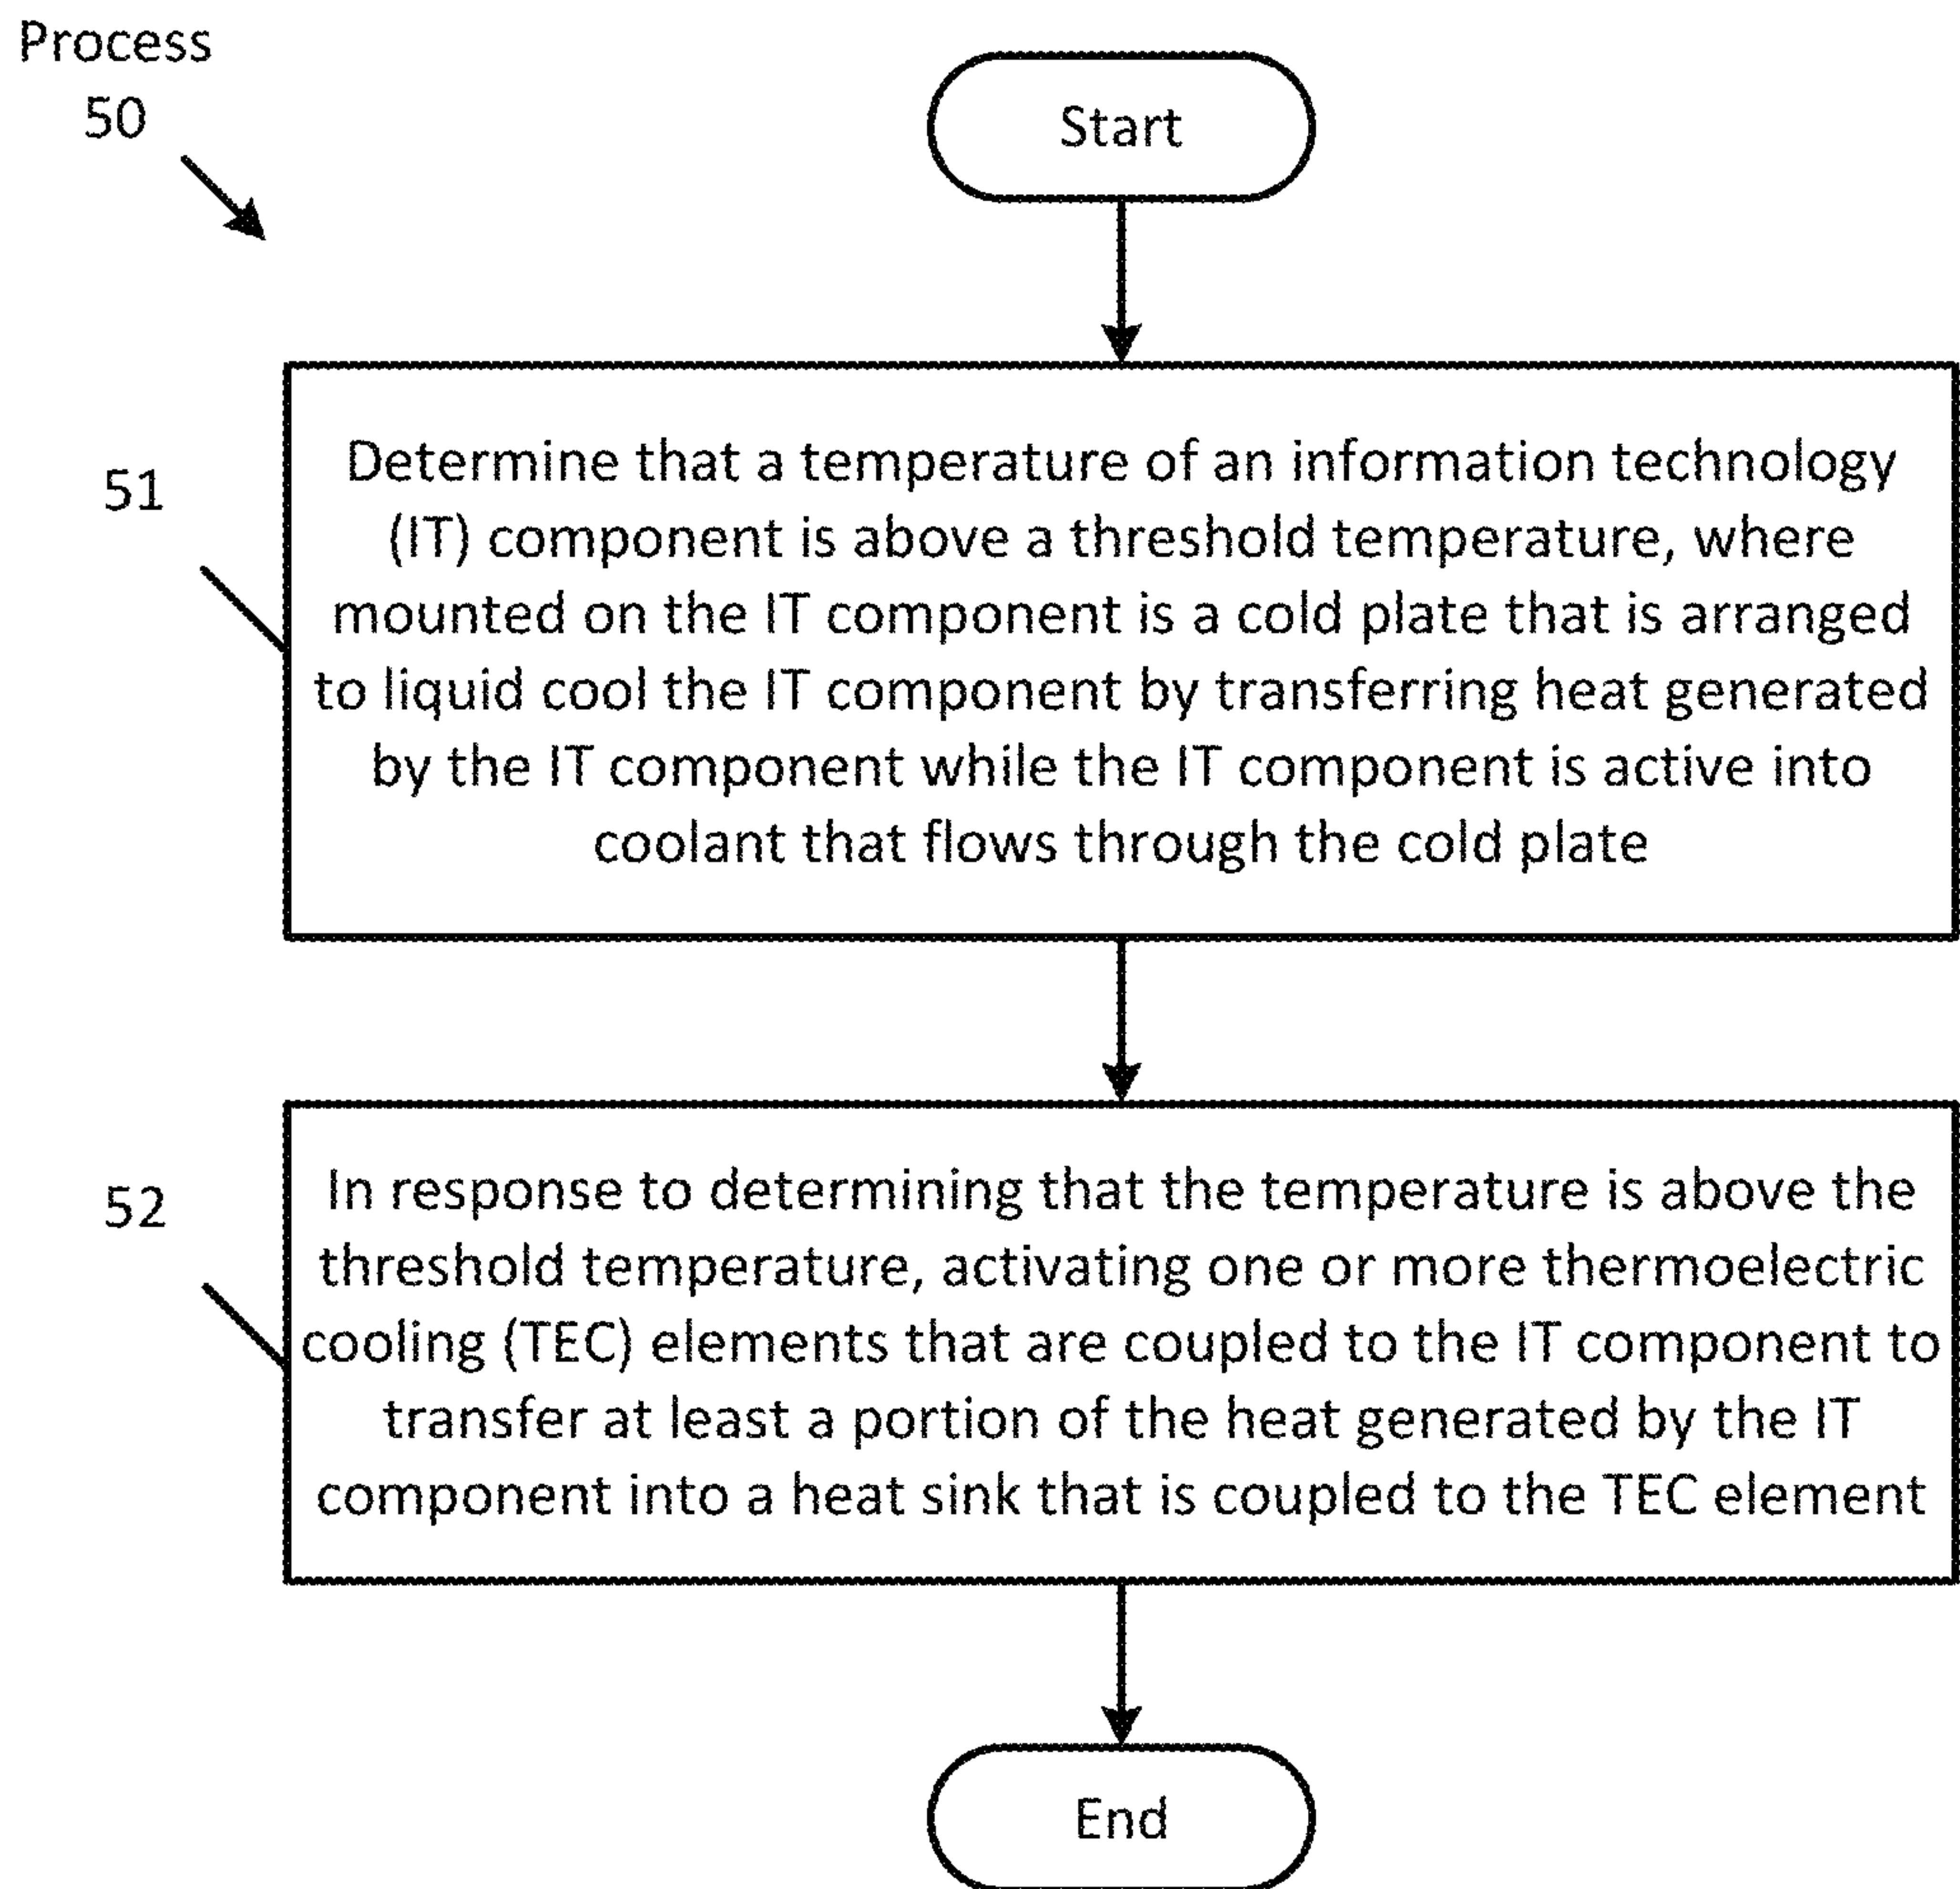 Process
50
Start
51
Determine that a temperature of an information technology
(IT) component is above a threshold temperature, where
mounted on the IT component is a cold plate that is arranged
to liquid cool the IT component by transferring heat generated
by the IT component while the IT component is active into
coolant that flows through the cold plate
52
In response to determining that the temperature is above the
threshold temperature, activating one or more thermoelectric
cooling (TEC) elements that are coupled to the IT component to
transfer at least a portion of the heat generated by the IT
component into a heat sink that is coupled to the TEC element
End